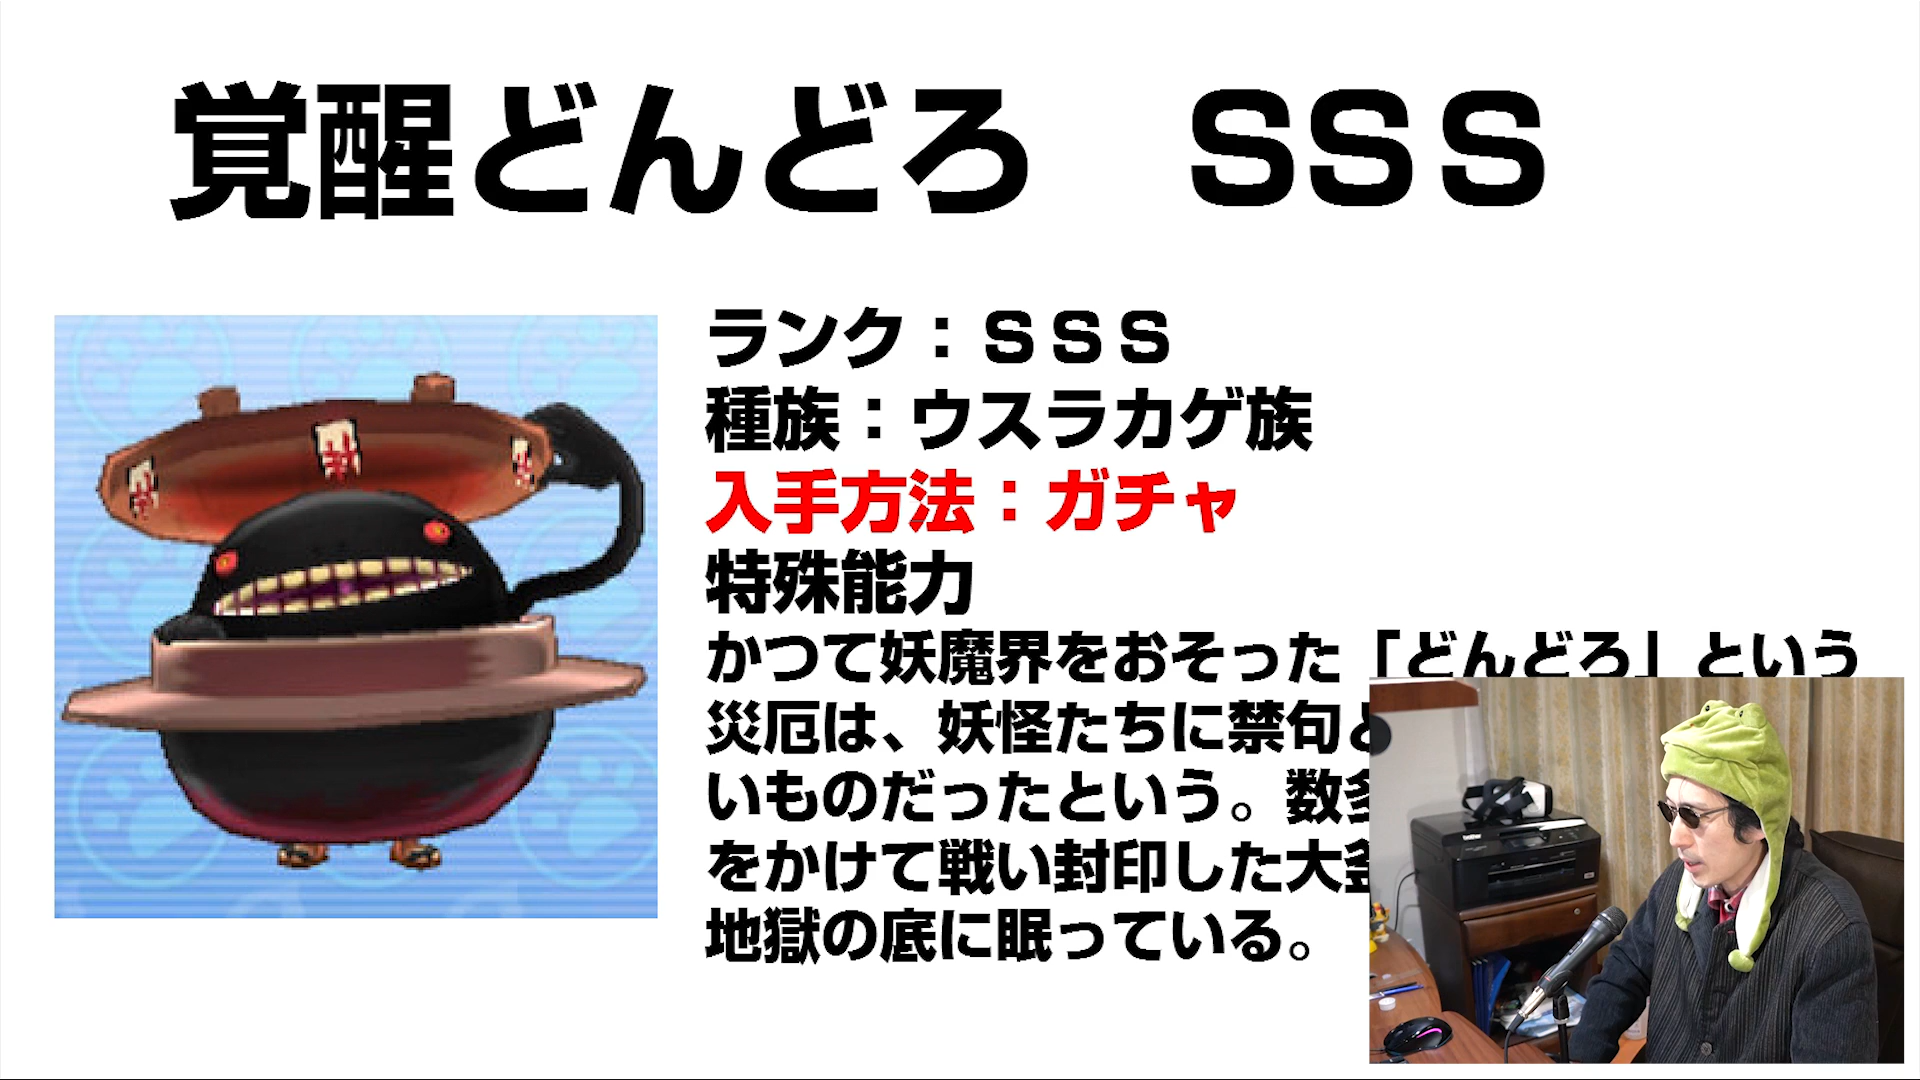 覚醒どんどろ　ＳＳＳ
ランク：ＳＳＳ
種族：ウスラカゲ族
入手方法：ガチャ
特殊能力
かつて妖魔界をおそった「どんどろ」という
災厄は、妖怪たちに禁句と
いものだったという。数多
をかけて戦い封印した大釜
地獄の底に眠っている。